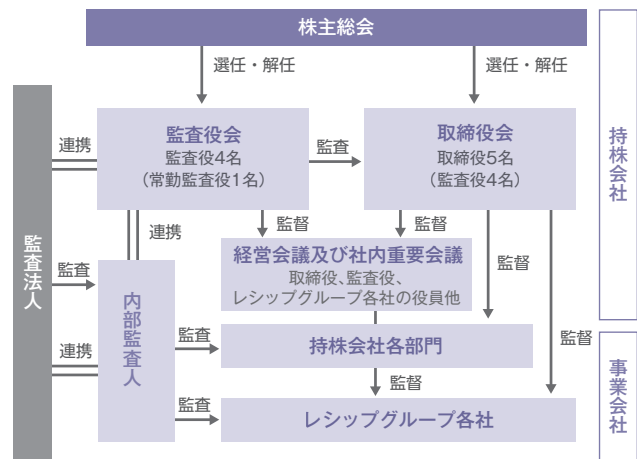 株主総会
選任・解任
選任・解任
持株会社
監査役会
監査役4名
（常勤監査役1名）
連携
監査
取締役会
取締役5名
（監査役4名）
監査法人
連携
監督
監督
監督
監査
経営会議及び社内重要会議
取締役、監査役、
レシップグループ各社の役員他
内部監査人
監査
持株会社各部門
監督
連携
監督
事業会社
監査
レシップグループ各社